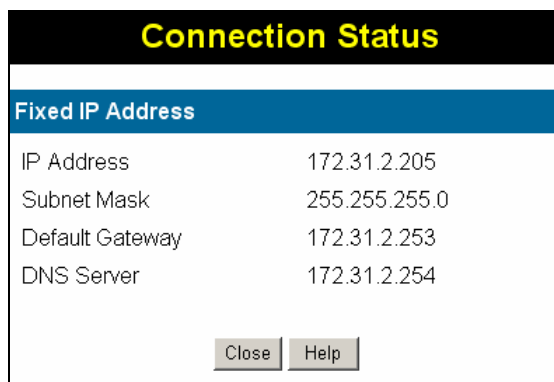 Connection Status
Fixed IP Address
IP Address 172.31.2.205
Subnet Mask 255.255.255.0
Default Gateway 172.31.2.253
DNS Server 172.31.2.254
Close Help